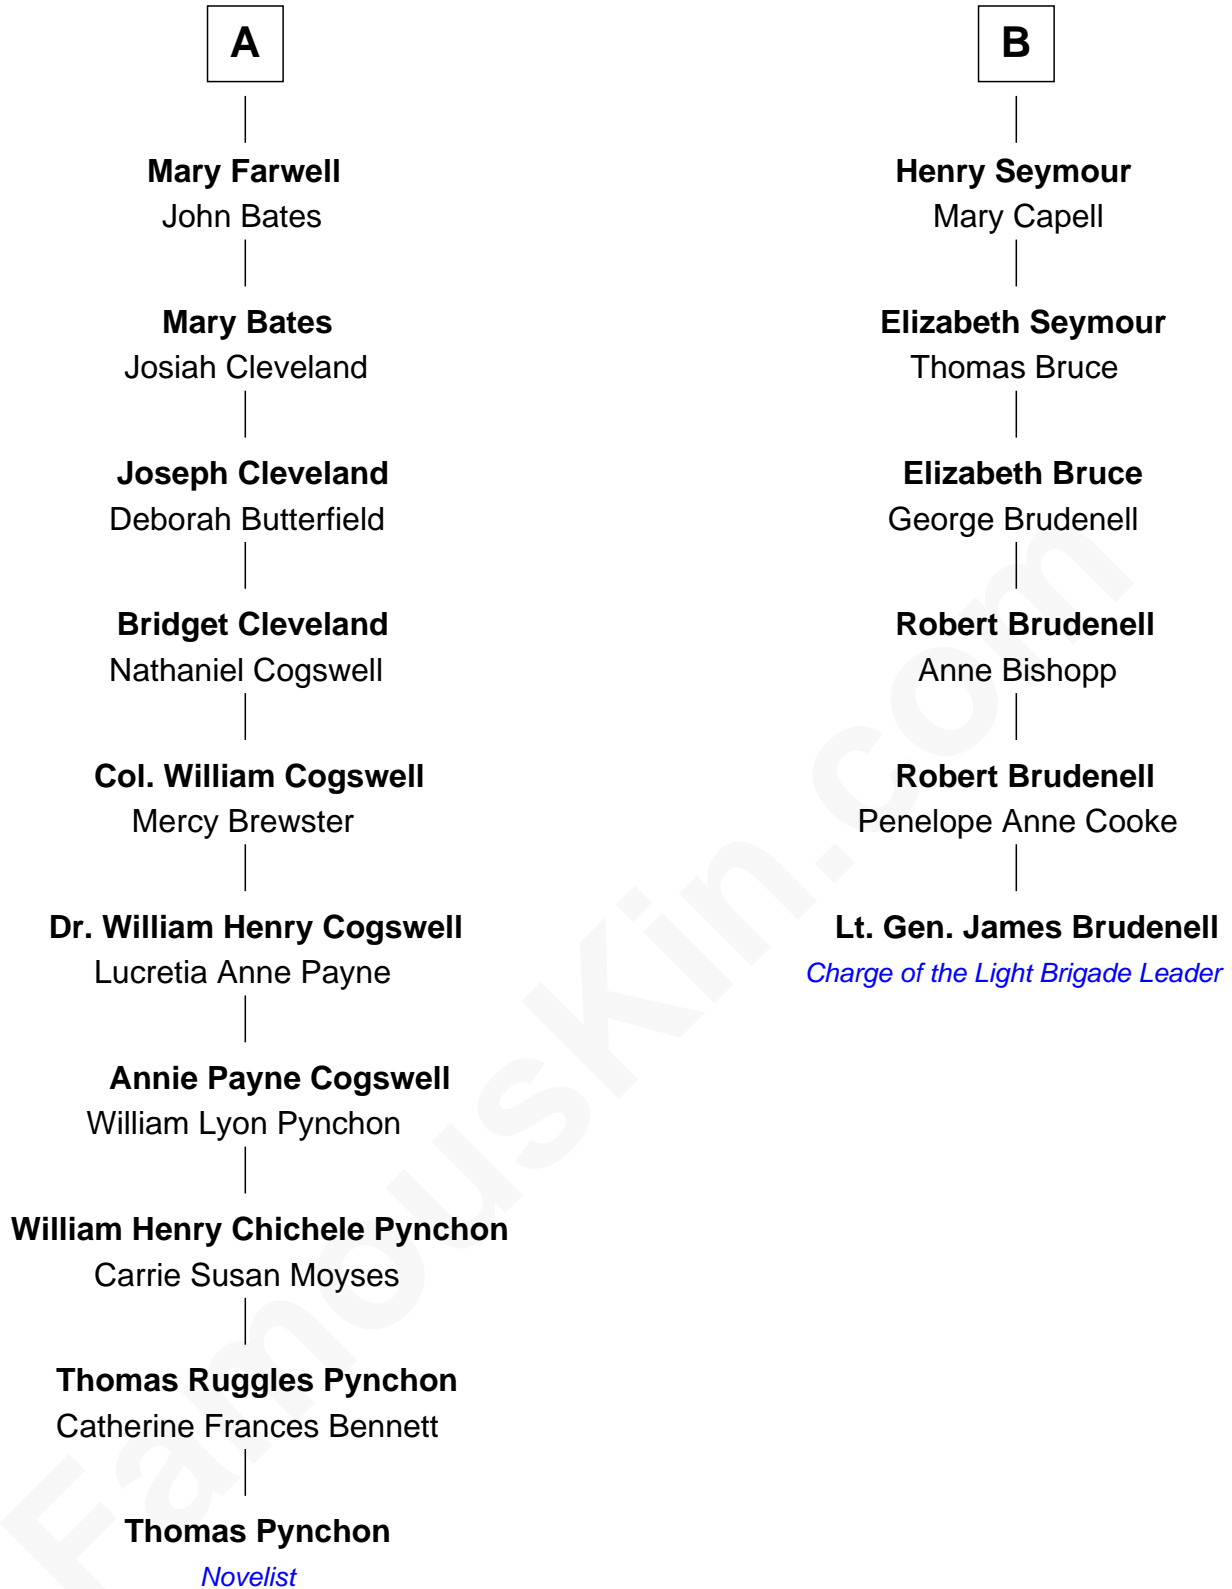 A
Mary Farwell
John Bates
Mary Bates
Josiah Cleveland
Joseph Cleveland
Deborah Butterfield
Bridget Cleveland
Nathaniel Cogswell
Col. William Cogswell
Mercy Brewster
Dr. William Henry Cogswell
Lucretia Anne Payne
Annie Payne Cogswell
William Lyon Pynchon
William Henry Chichele Pynchon
Carrie Susan Moyses
Thomas Ruggles Pynchon
Catherine Frances Bennett
Thomas Pynchon
Novelist
B
Henry Seymour
Mary Capell
Elizabeth Seymour
Thomas Bruce
Elizabeth Bruce
George Brudenell
Robert Brudenell
Anne Bishopp
Robert Brudenell
Penelope Anne Cooke
Lt. Gen. James Brudenell
Charge of the Light Brigade Leader
FamousKin.com